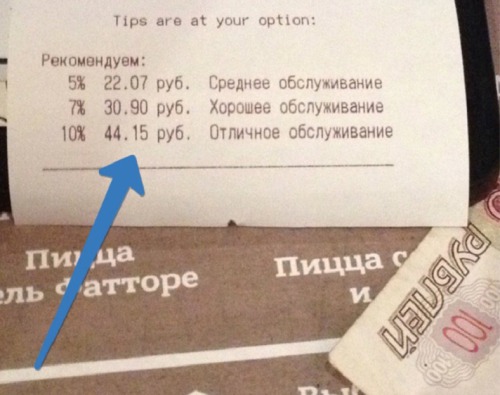 Tips are at your option:
Рекомендуем:
5% 22.07 руб. Среднее обслуживание
7% 30.90 руб. Хорошее обслуживание
10% 44.15 руб. Отличное обслуживание
Пицца
ель Фатторе
Пицца с
и
РУБЛЕЙ
100